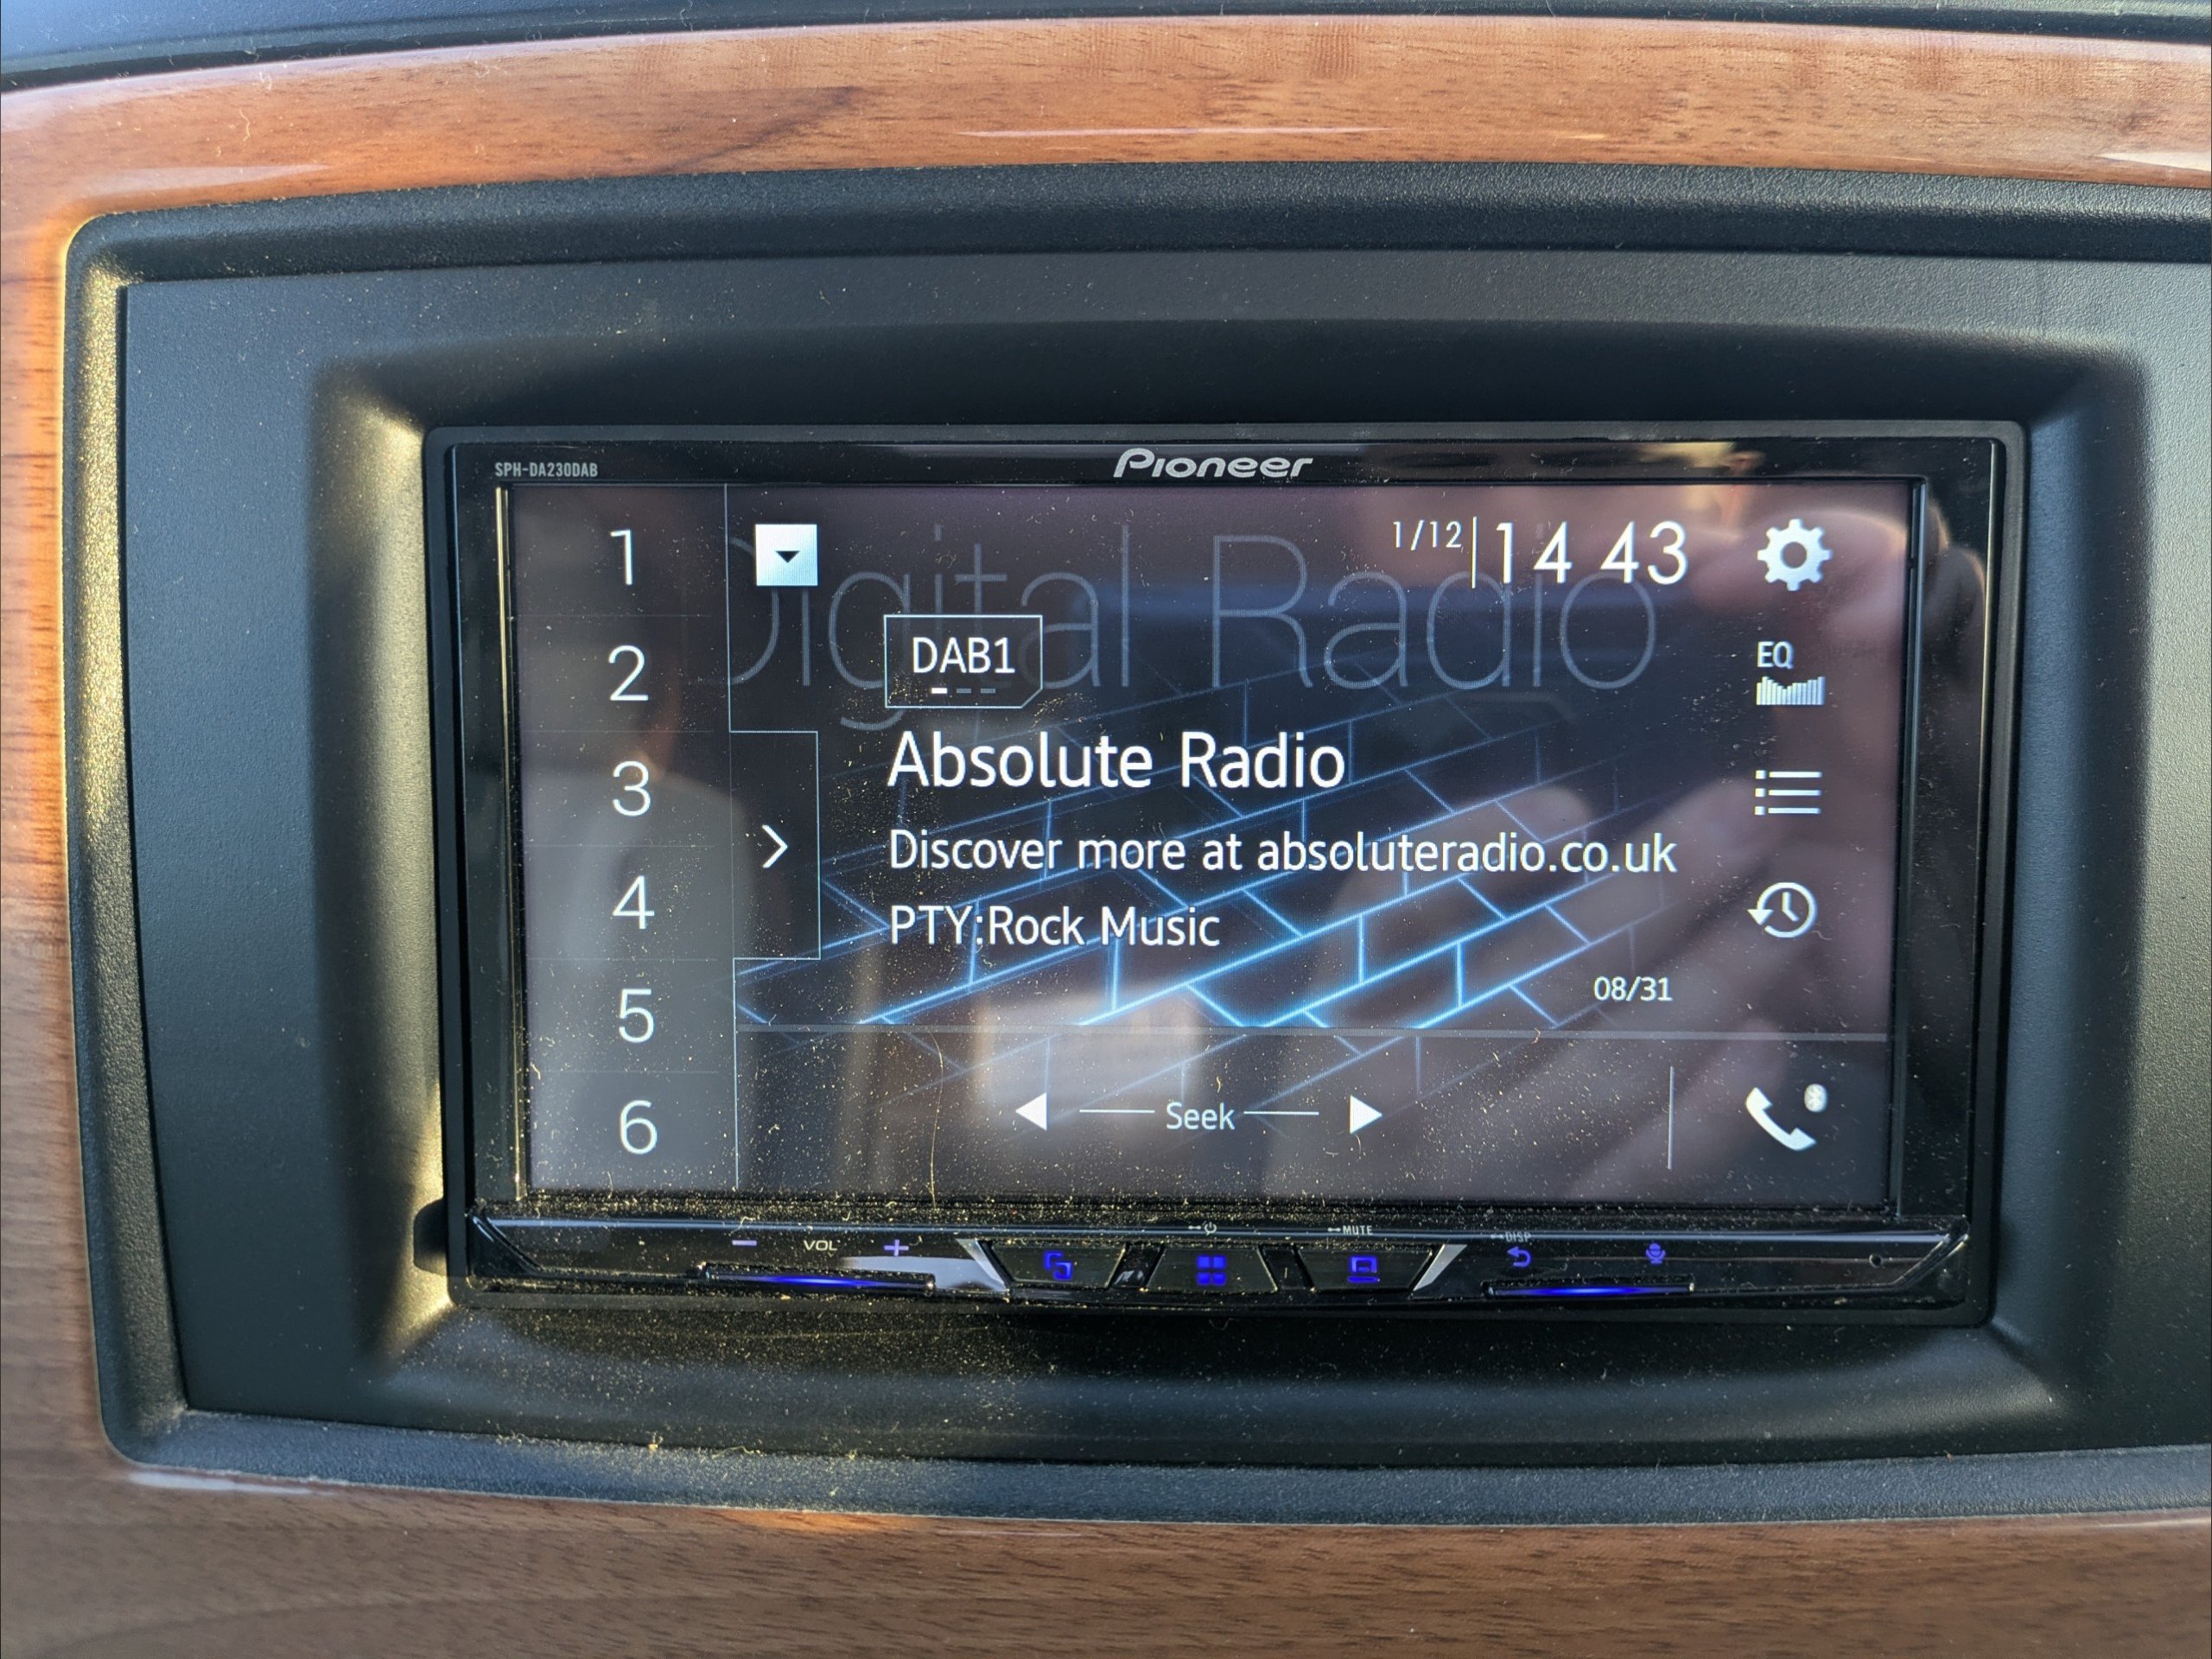 SPH-DA230DAB
Pioneer
Digital Radio
1/12 14 43
1
2
3
4
5
6
DAB1
EQ
Absolute Radio
Discover more at absoluteradio.co.uk
PTY:Rock Music
08/31
Seek
VOL
MUTE
DISP